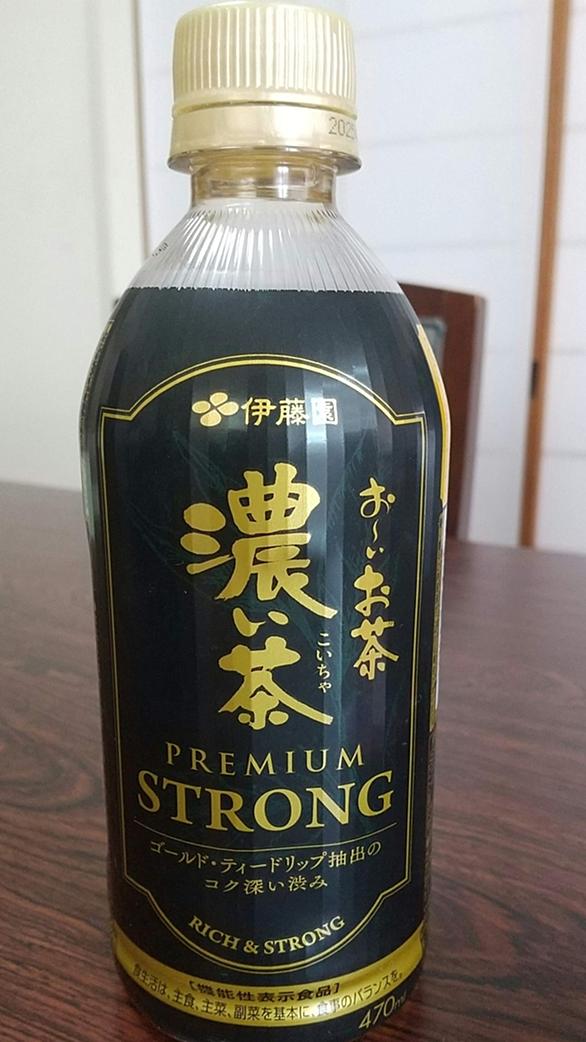 202
伊藤園
お～いお茶
濃い茶
こいちゃ
PREMIUM
STRONG
ゴールド・ティードリップ抽出の
コク深い渋み
RICH & STRONG
【機能性表示食品】
食生活は、主食、主菜、副菜を基本に、食事のバランスを。
470ml